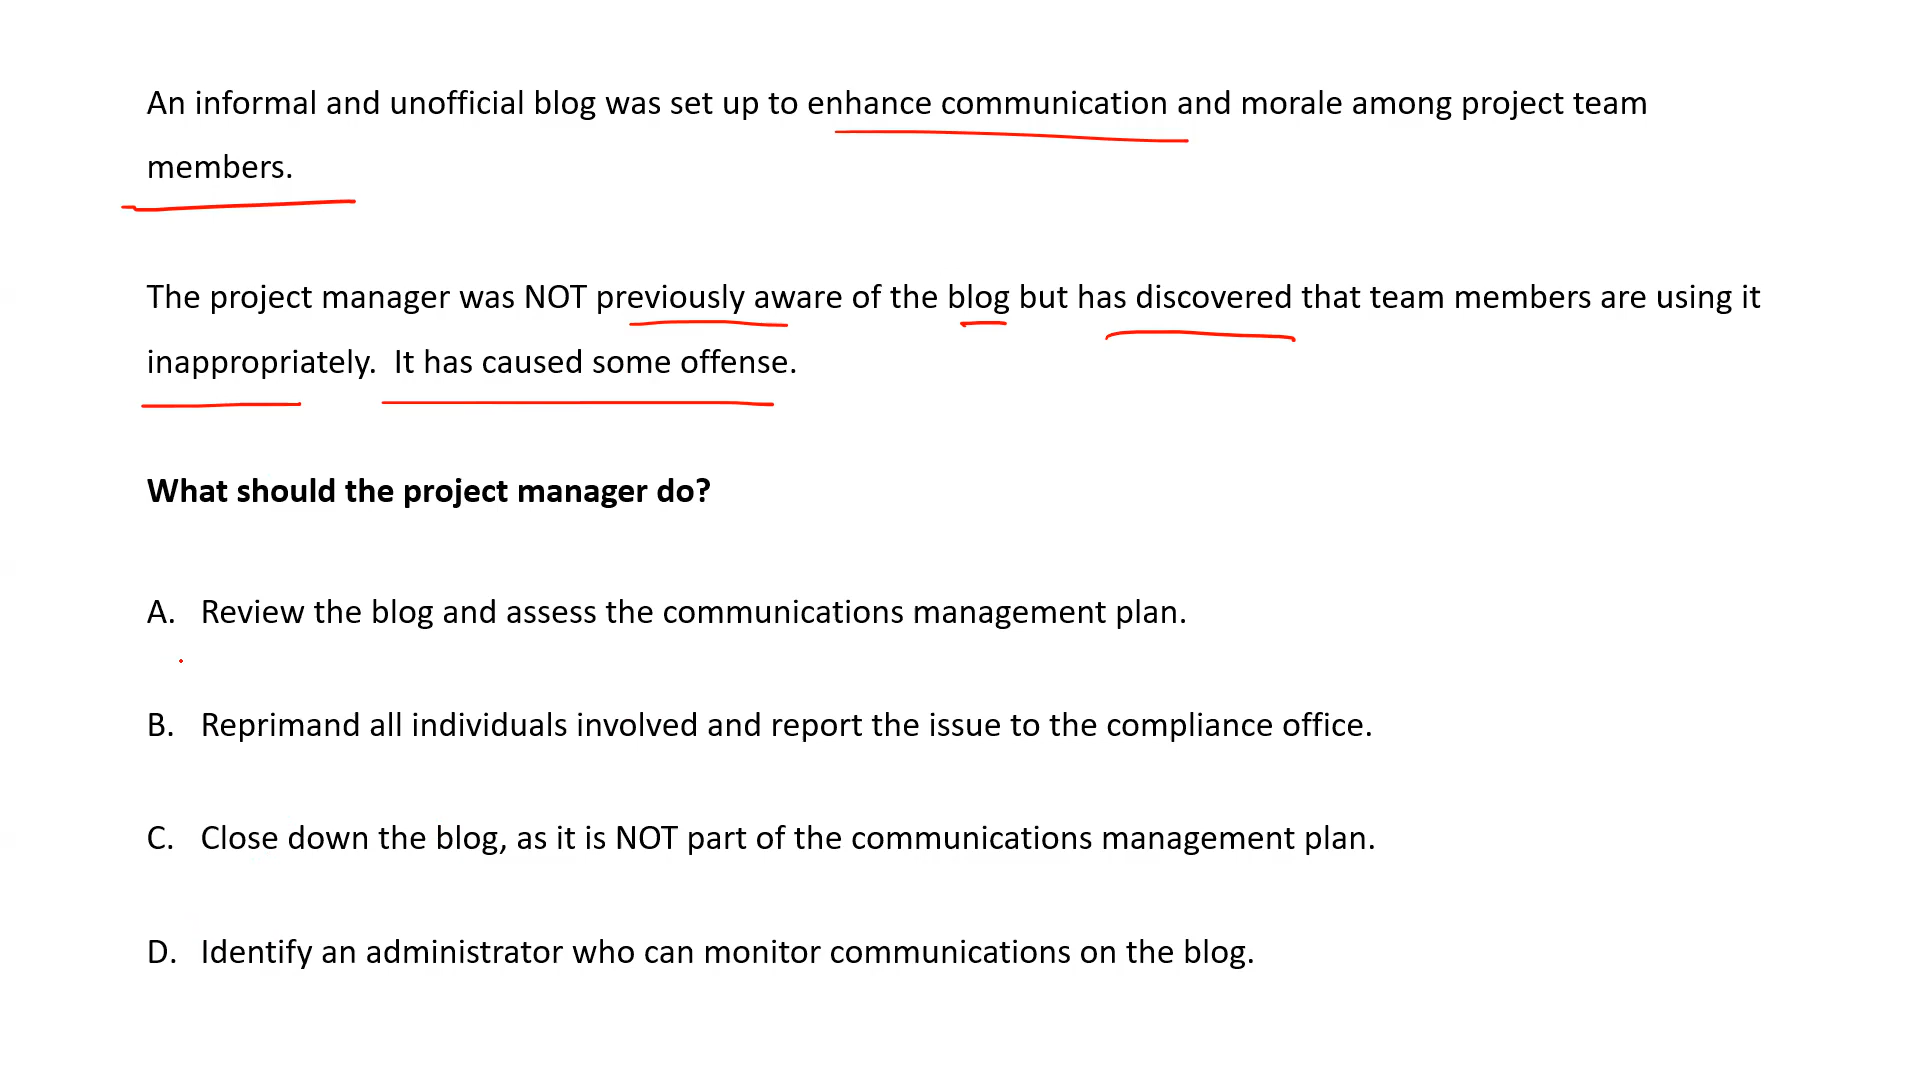 An informal and unofficial blog was set up to enhance communication and morale among project team
members.
The project manager was NOT previously aware of the blog but has discovered that team members are using it
inappropriately.  It has caused some offense.
What should the project manager do?
A. Review the blog and assess the communications management plan.
B. Reprimand all individuals involved and report the issue to the compliance office.
C. Close down the blog, as it is NOT part of the communications management plan.
D. Identify an administrator who can monitor communications on the blog.